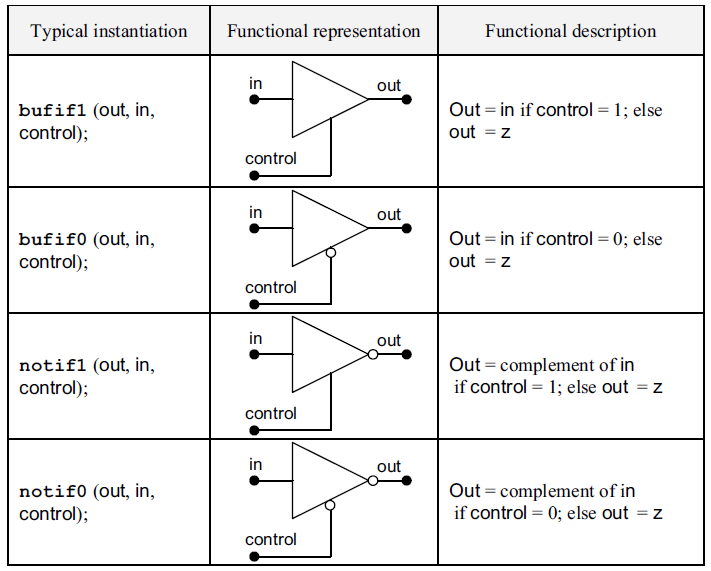 Typical instantiation
Functional representation
Functional description
bufif1 (out, in,
control);
in
out
control
Out = in if control = 1; else
out = z
bufif0 (out, in,
control);
in
out
control
Out = in if control = 0; else
out = z
notif1 (out, in,
control);
in
out
control
Out = complement of in
if control = 1; else out = z
notif0 (out, in,
control);
in
out
control
Out = complement of in
if control = 0; else out = z